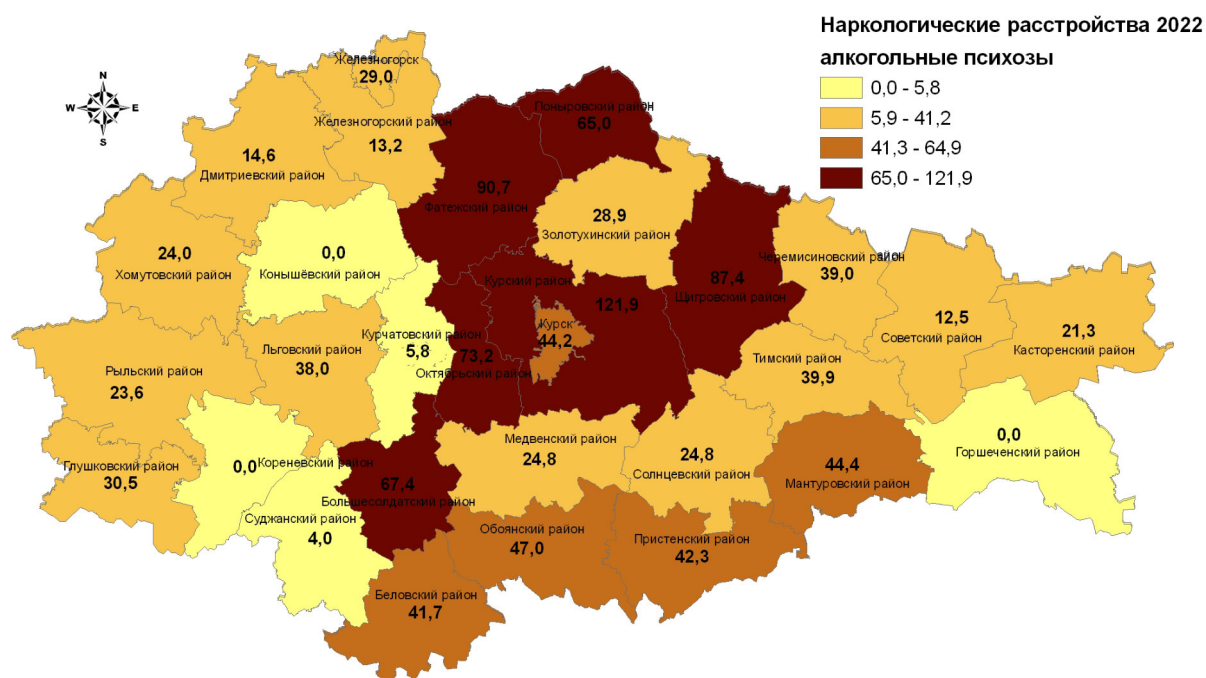 Наркологические расстройства 2022
алкогольные психозы
0,0 - 5,8
5,9 - 41,2
41,3 - 64,9
65,0 - 121,9
N
W
E
S
Железногорск
29,0
Железногорский район
13,2
14,6
Дмитриевский район
Поныровский район
65,0
90,7
Фатежский район
28,9
Золотухинский район
24,0
Хомутовский район
0,0
Конышёвский район
87,4
Щигровский район
Черемисиновский район
39,0
Курский район
121,9
Курск
44,2
12,5
Советский район
21,3
Касторенский район
Курчатовский район
5,8
73,2
Октябрьский район
Льговский район
38,0
Рыльский район
23,6
Тимский район
39,9
0,0
Горшеченский район
Медвенский район
24,8
24,8
Солнцевский район
44,4
Мантуровский район
Глушковский район
30,5
0,0
Кореневский район
67,4
Большесолдатский район
Суджанский район
4,0
Обоянский район
47,0
Пристенский район
42,3
Беловский район
41,7